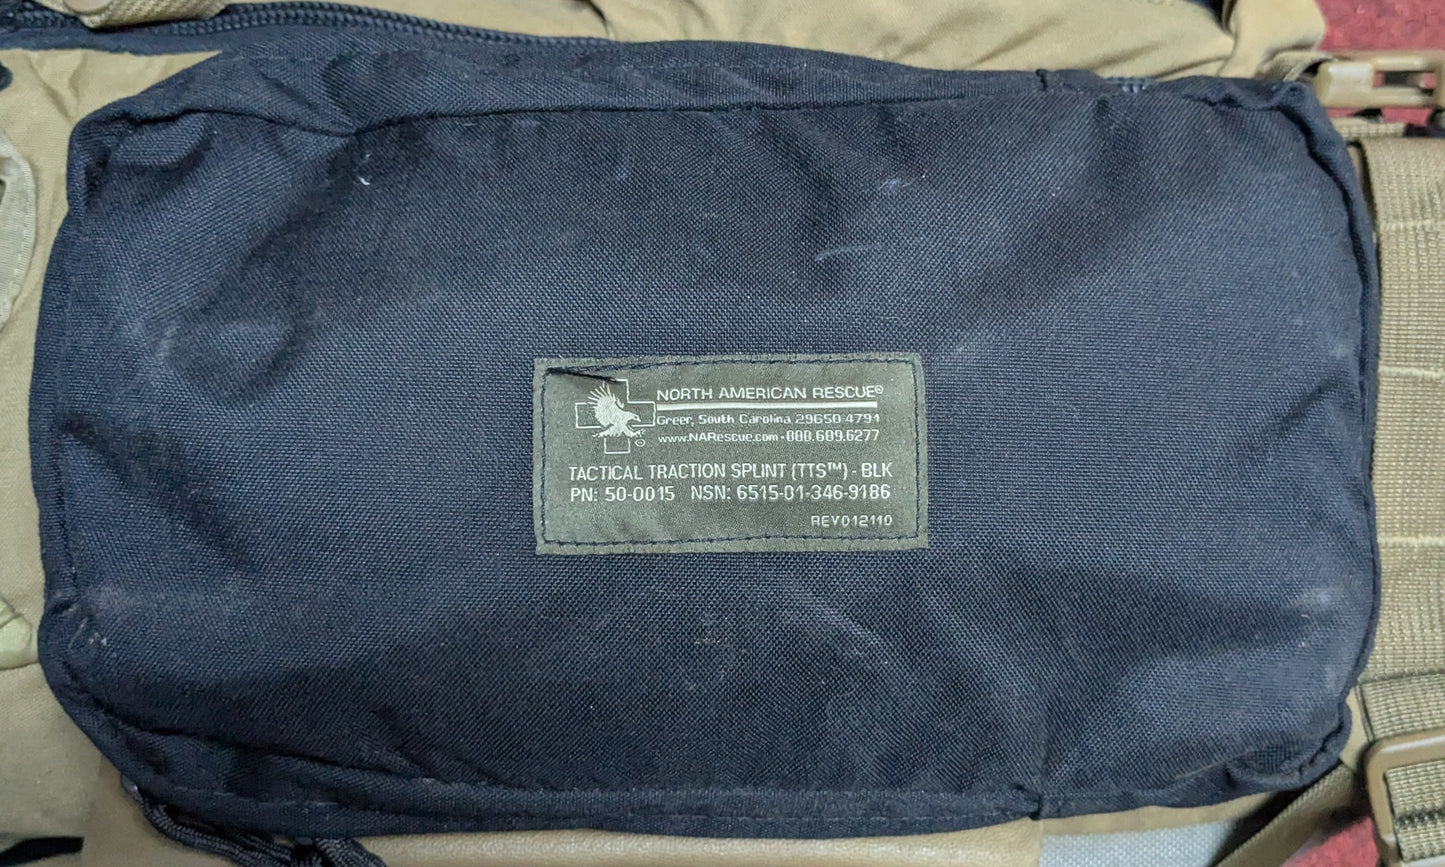 NORTH AMERICAN RESCUE®
Greer, South Carolina 29650-4791
www.NARescue.com • 888.689.6277
TACTICAL TRACTION SPLINT (TTS™) - BLK
PN: 50-0015 NSN: 6515-01-346-9186
REV012110
®